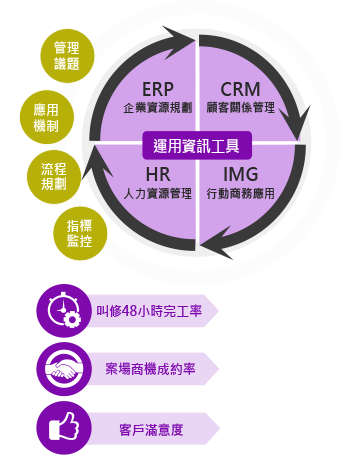 管理
議題
應用
機制
流程
規劃
指標
監控
ERP
企業資源規劃
CRM
顧客關係管理
運用資訊工具
HR
人力資源管理
IMG
行動商務應用
叫修48小時完工率
案場商機成約率
客戶滿意度